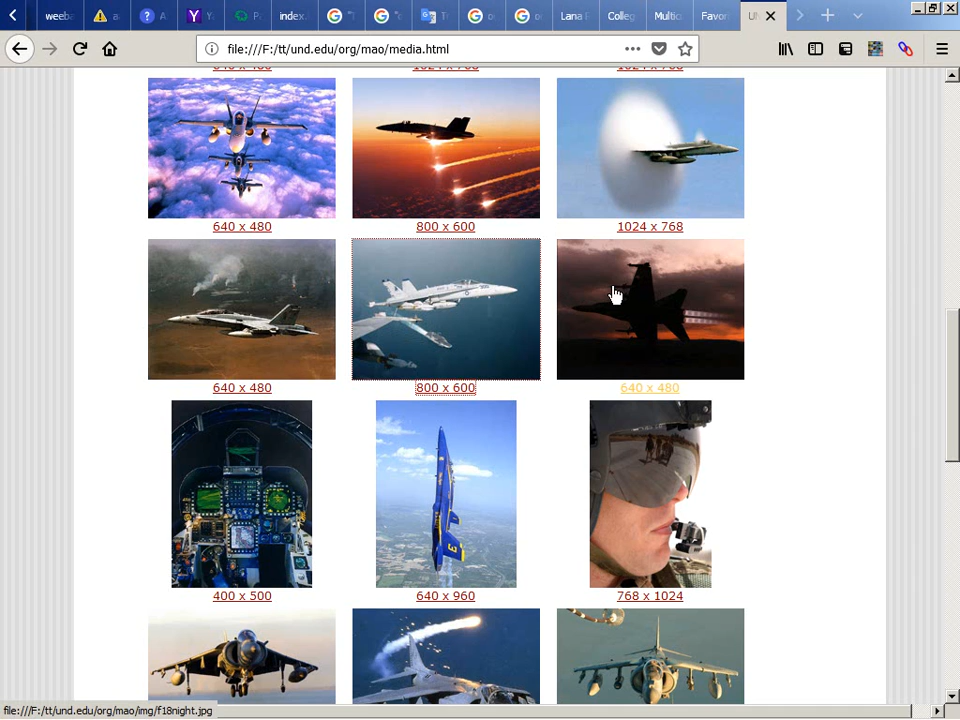 weeb
Y
index.
"
"
Lana
Colleg
Multic
Favor
file:///F:/tt/und.edu/org/mao/media.html
640 x 480
800 x 600
1024 x 768
640 x 480
800 x 600
640 x 480
3
400 x 500
640 x 960
768 x 1024
file:///F:/tt/und.edu/org/mao/img/f18night.jpg